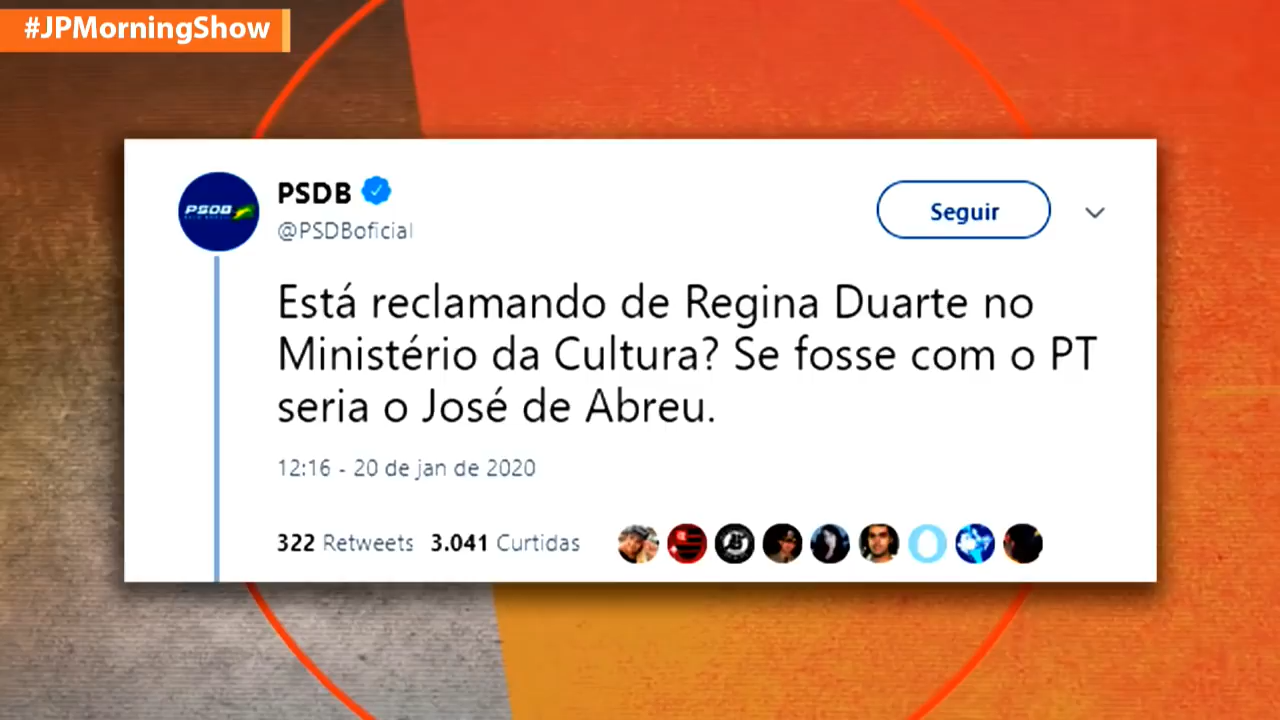 #JPMorningShow
PSDB
PSDB
@PSDBoficial
Seguir
Está reclamando de Regina Duarte no
Ministério da Cultura? Se fosse com o PT
seria o José de Abreu.
12:16 - 20 de jan de 2020
322 Retweets 3.041 Curtidas